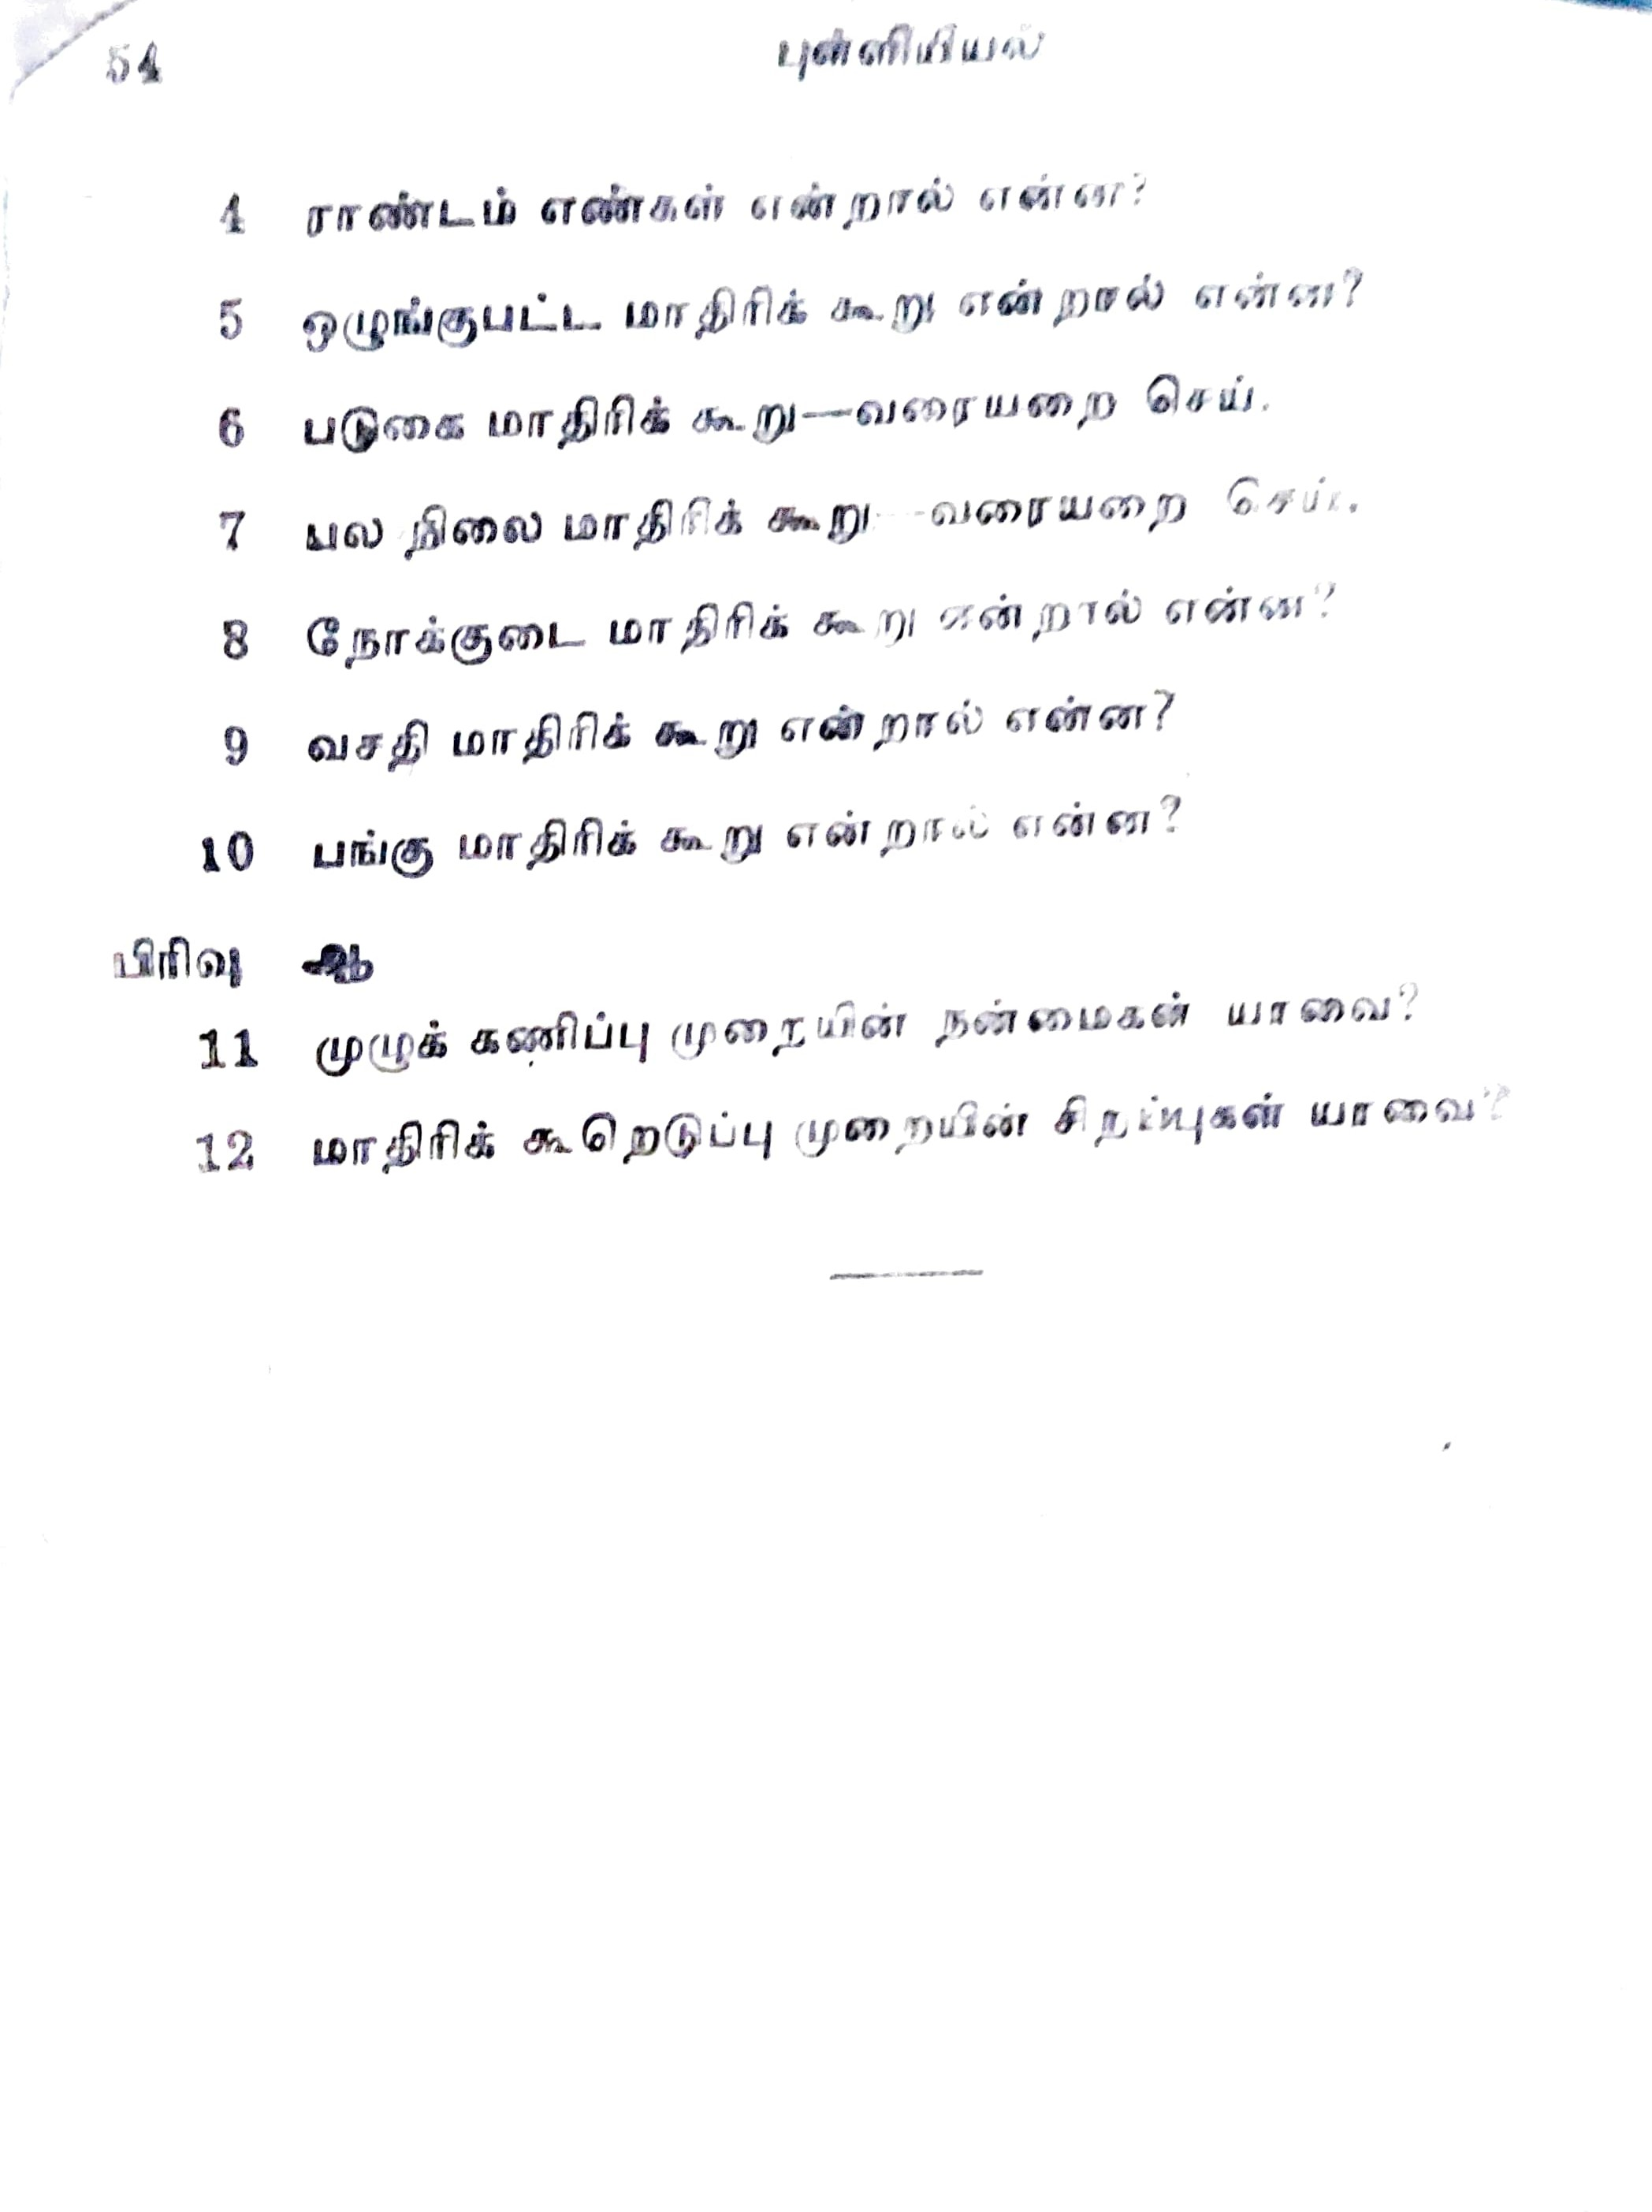 54 புள்ளியியல்
4 ராண்டம் எண்கள் என்றால் என்ன?
5 ஒழுங்குபட்ட மாதிரிக் கூறு என்றால் என்ன?
6 படுகை மாதிரிக் கூறு—வரையறை செய்.
7 பல நிலை மாதிரிக் கூறு—வரையறை செய்.
8 நோக்குடை மாதிரிக் கூறு என்றால் என்ன?
9 வசதி மாதிரிக் கூறு என்றால் என்ன?
10 பங்கு மாதிரிக் கூறு என்றால் என்ன?
பிரிவு ஆ
11 முழுக் கணிப்பு முறையின் நன்மைகள் யாவை?
12 மாதிரிக் கூறெடுப்பு முறையின் சிறப்புகள் யாவை?